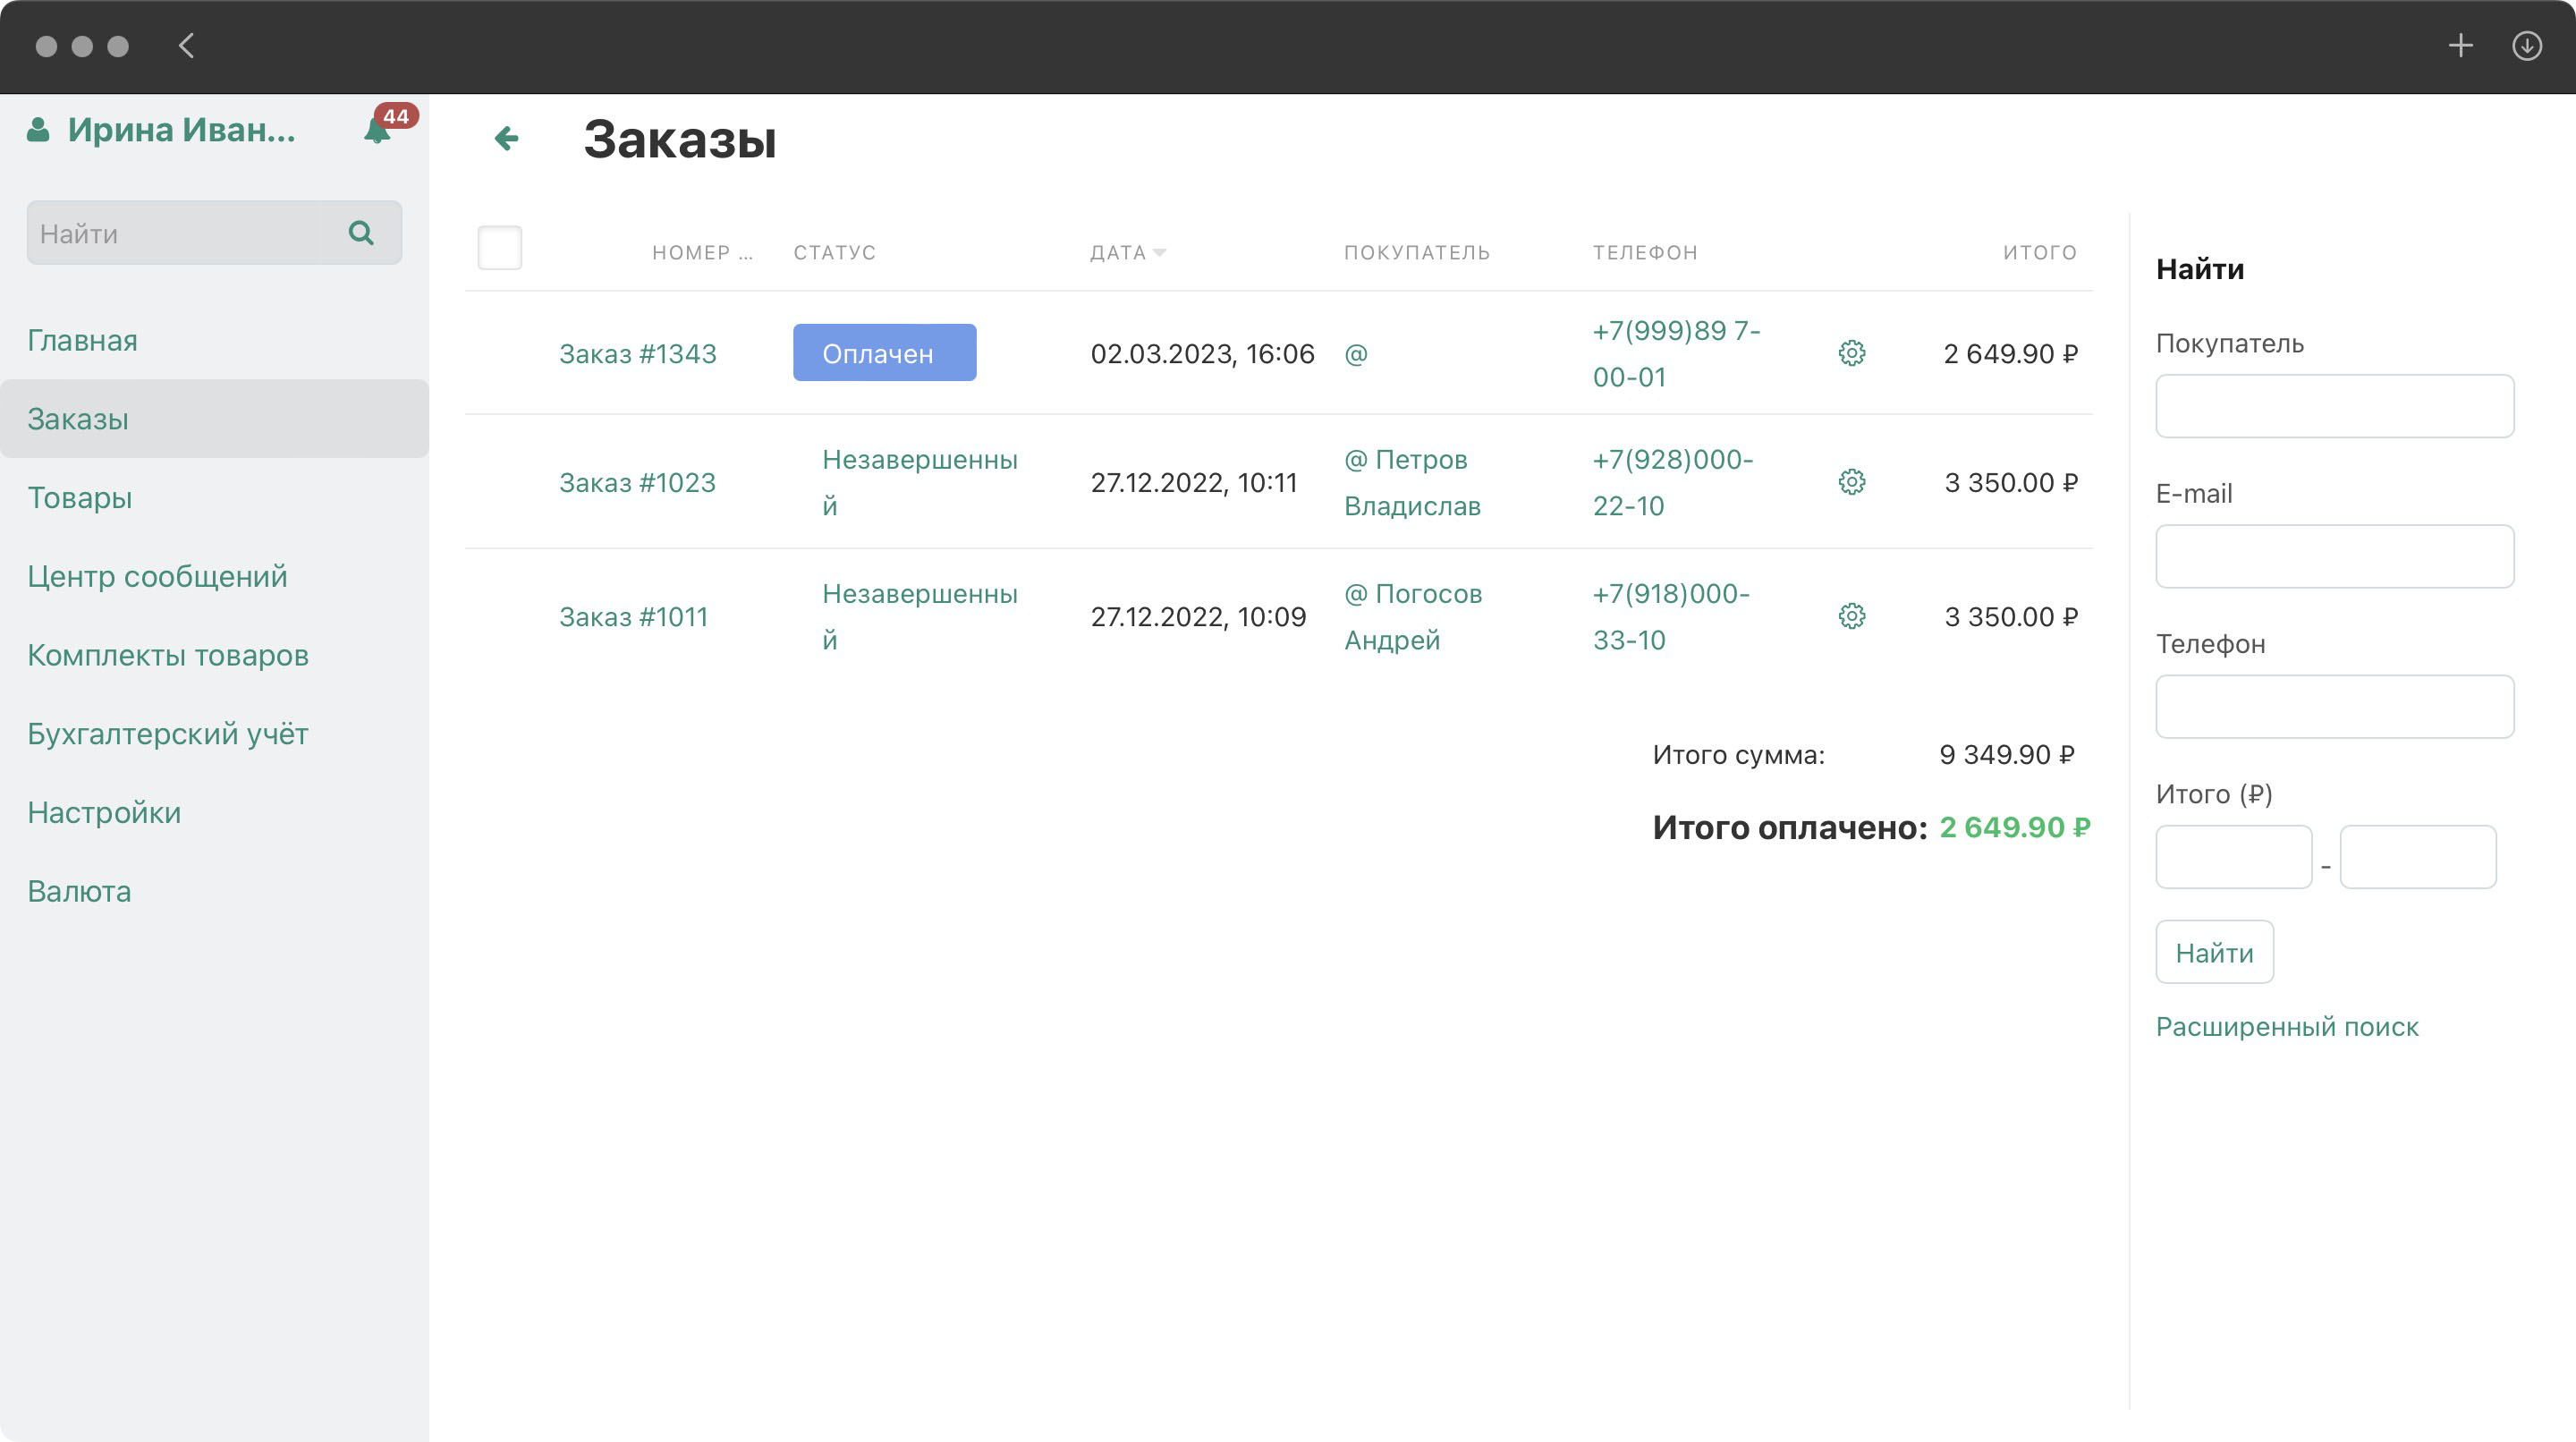 Ирина Иван...
44
Найти
Главная
Заказы
Товары
Центр сообщений
Комплекты товаров
Бухгалтерский учёт
Настройки
Валюта
Заказы
НОМЕР ... СТАТУС ДАТА ПОКУПАТЕЛЬ ТЕЛЕФОН ИТОГО
Заказ #1343 Оплачен 02.03.2023, 16:06 @ +7(999)89 7-
00-01
2 649.90 ₽
Заказ #1023 Незавершенны
й
27.12.2022, 10:11 @ Петров
Владислав
+7(928)000-
22-10
3 350.00 ₽
Заказ #1011 Незавершенны
й
27.12.2022, 10:09 @ Погосов
Андрей
+7(918)000-
33-10
3 350.00 ₽
Итого сумма: 9 349.90 ₽
Итого оплачено: 2 649.90 ₽
Найти
Покупатель
E-mail
Телефон
Итого (₽)
-
Найти
Расширенный поиск